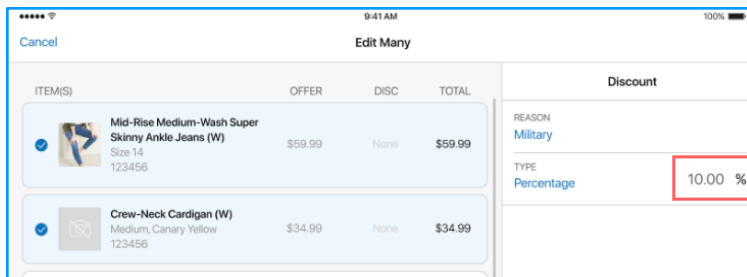 9:41 AM 100%
Cancel Edit Many
ITEM(S) OFFER DISC TOTAL Discount
Mid-Rise Medium-Wash Super
Skinny Ankle Jeans (W)
Size 14
123456
$59.99 None $59.99
REASON
Military
TYPE
Percentage
10.00 %
Crew-Neck Cardigan (W)
Medium, Canary Yellow
123456
$34.99 None $34.99